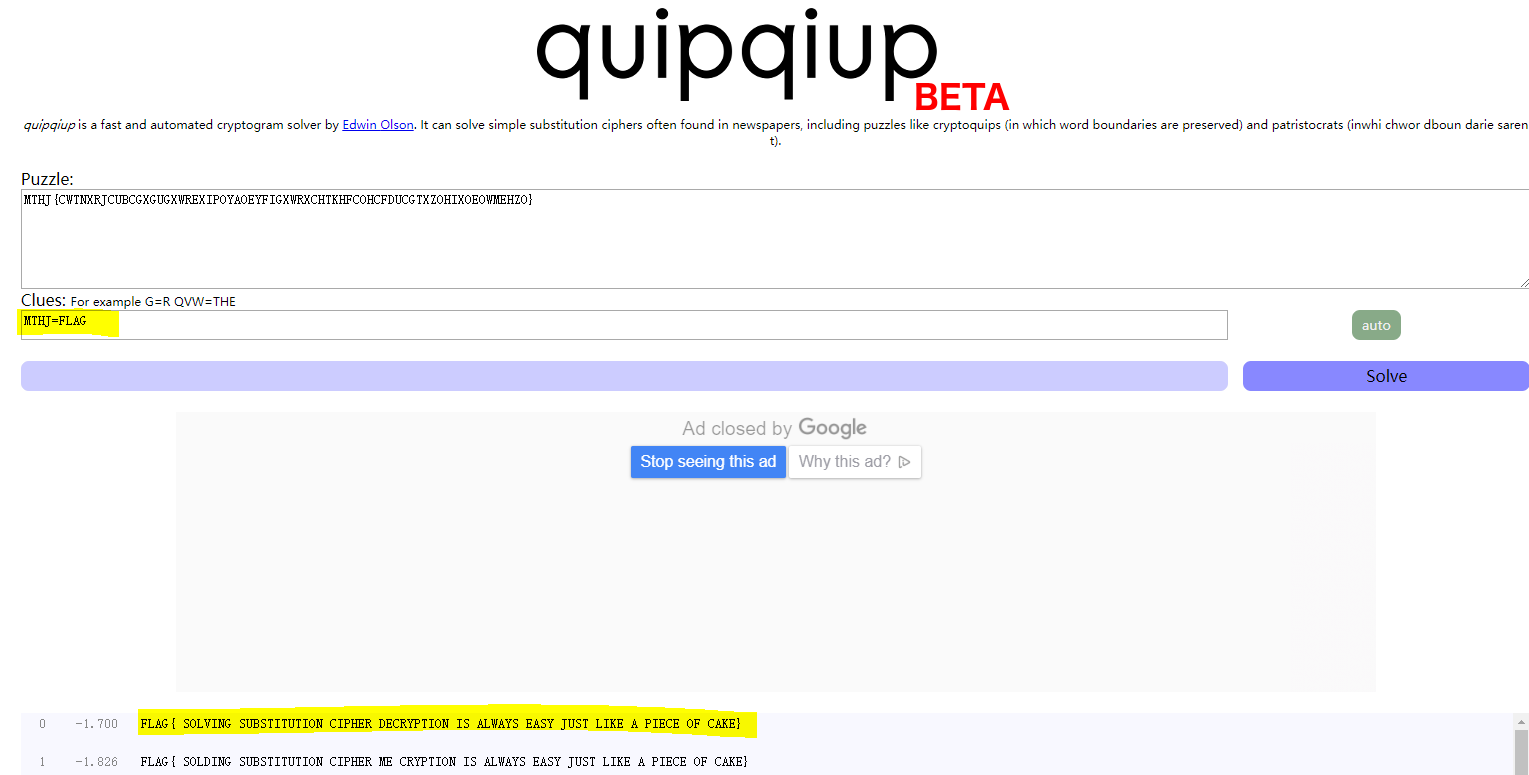 quipqiup
BETA
quipqiup is a fast and automated cryptogram solver by Edwin Olson. It can solve simple substitution ciphers often found in newspapers, including puzzles like cryptoquips (in which word boundaries are preserved) and patristocrats (inwhi chwor dboun darie saren
t).
Puzzle:
MTHJ{CWTNXRJCUBCGXGUGXWREXIPOYAOEYFIGXWRXCHTKHFCOHCFDUCGTXZOHIXOEOWMEHZO}
Clues: For example G=R QVW=THE
MTHJ=FLAG
auto
Solve
Ad closed by Google
Stop seeing this ad Why this ad?
0 -1.700 FLAG{ SOLVING SUBSTITUTION CIPHER DECRYPTION IS ALWAYS EASY JUST LIKE A PIECE OF CAKE}
1 -1.826 FLAG{ SOLDING SUBSTITUTION CIPHER ME CRYPTION IS ALWAYS EASY JUST LIKE A PIECE OF CAKE}